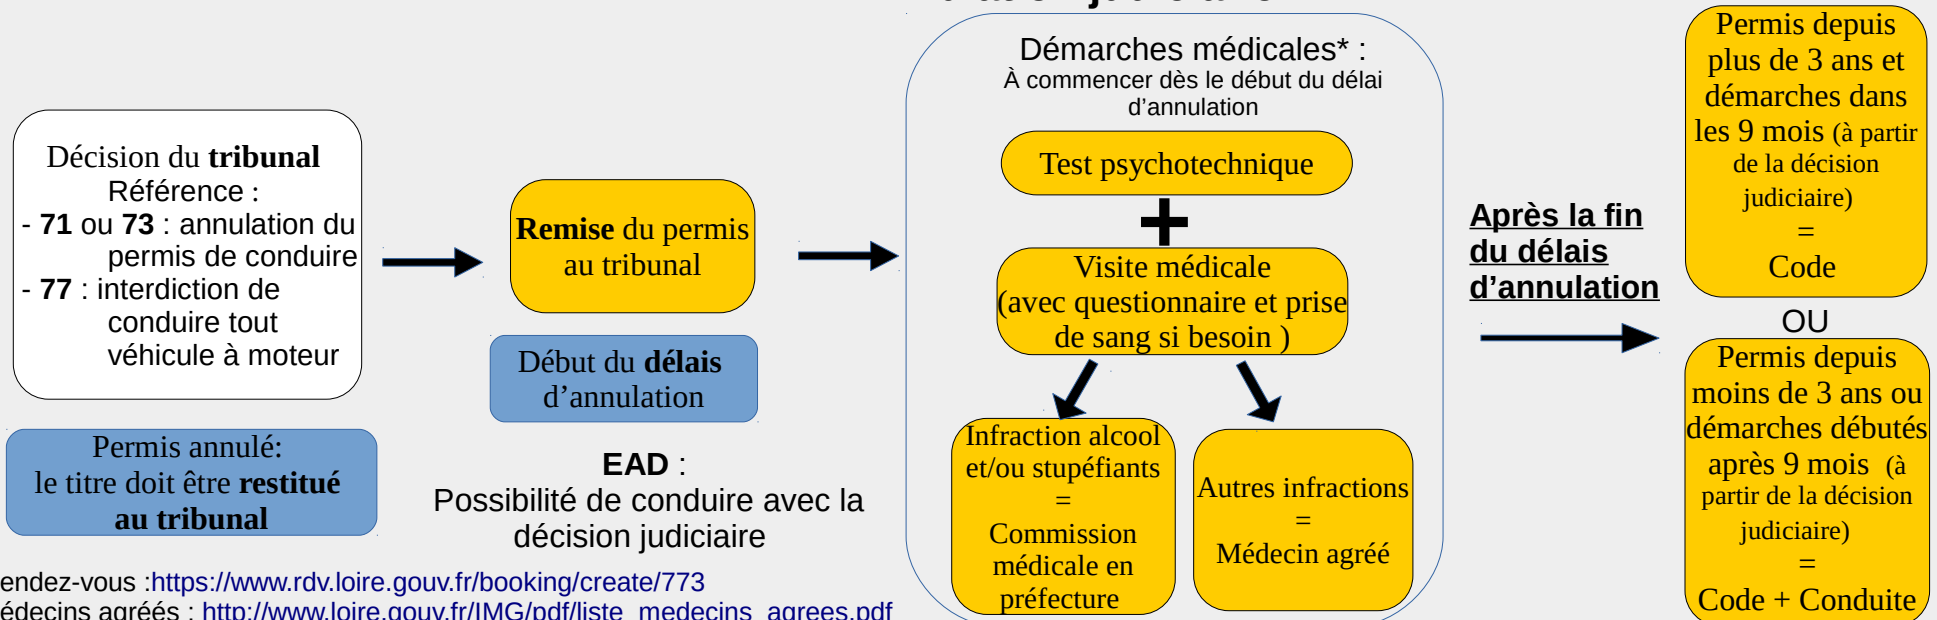 Décision du tribunal
Référence :
- 71 ou 73 : annulation du
permis de conduire
- 77 : interdiction de
conduire tout
véhicule à moteur
Permis annulé:
le titre doit être restitué
au tribunal
Remise du permis
au tribunal
Début du délais
d'annulation
EAD :
Possibilité de conduire avec la
décision judiciaire
Démarches médicales* :
À commencer dès le début du délai
d'annulation
Test psychotechnique
+
Visite médicale
(avec questionnaire et prise
de sang si besoin )
Infraction alcool
et/ou stupéfiants
=
Commission
médicale en
préfecture
Autres infractions
=
Médecin agréé
Après la fin
du délais
d'annulation
Permis depuis
plus de 3 ans et
démarches dans
les 9 mois (à partir
de la décision
judiciaire)
=
Code
OU
Permis depuis
moins de 3 ans ou
démarches débutés
après 9 mois (à
partir de la décision
judiciaire)
=
Code + Conduite
endez-vous :https://www.rdv.loire.gouv.fr/booking/create/773
édecins agréés : http://www.loire.gouv.fr/IMG/pdf/liste_medecins_agrees.pdf